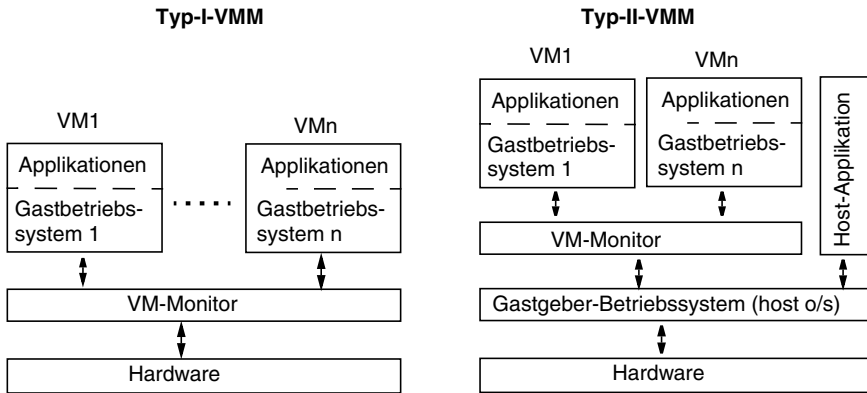 Typ-I-VMM
VM1
VMn
Applikationen
Gastbetriebs-
system 1
Applikationen
Gastbetriebs-
system n
VM-Monitor
Hardware
Typ-II-VMM
VM1
VMn
Applikationen
Gastbetriebs-
system 1
Applikationen
Gastbetriebs-
system n
Host-Applikation
VM-Monitor
Gastgeber-Betriebssystem (host o/s)
Hardware